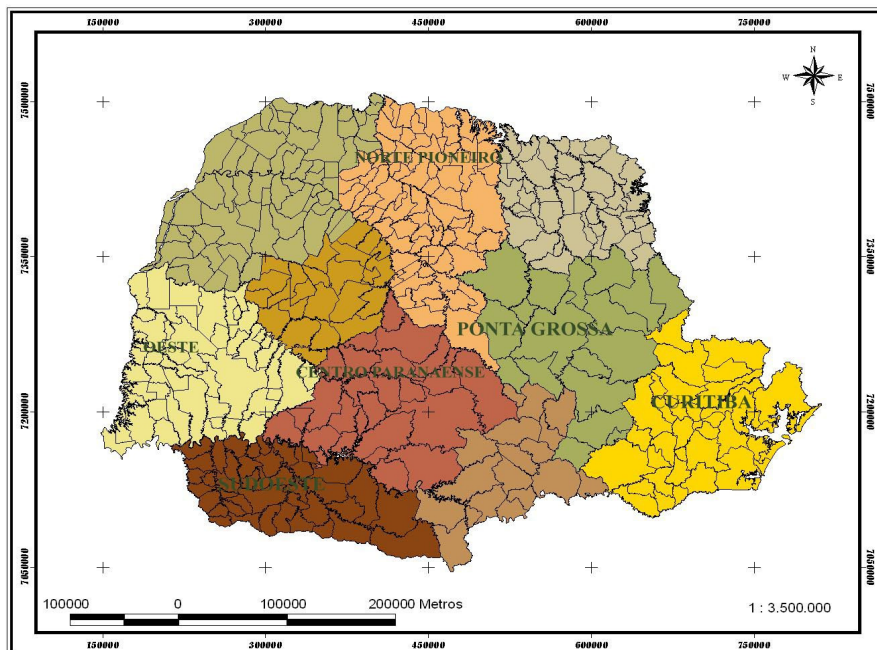 150000 300000 450000 600000 750000
N
W E
S
7500000 7500000
NORTE PIONEIRO
7350000 7350000
PONTA GROSSA
OESTE
CENTRO PARANAENSE
CURITIBA
7200000 7200000
SUDOESTE
7050000 7050000
100000 0 100000 200000 Metros
1 : 3.500.000
150000 300000 450000 600000 750000